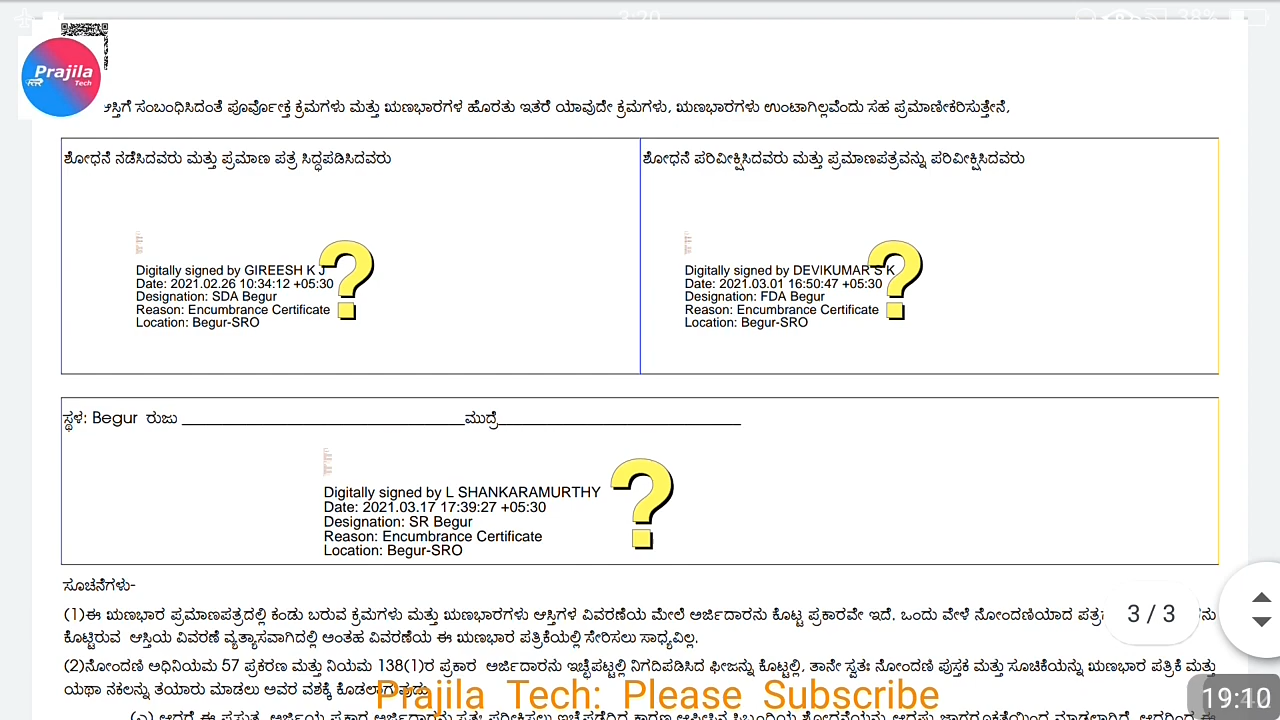 3:20
38%
Prajila
Tech
ಆಸ್ತಿಗೆ ಸಂಬಂಧಿಸಿದಂತೆ ಪೂರ್ವೋಕ್ತ ಕ್ರಮಗಳು ಮತ್ತು ಋಣಭಾರಗಳ ಹೊರತು ಇತರೆ ಯಾವುದೇ ಕ್ರಮಗಳು, ಋಣಭಾರಗಳು ಉಂಟಾಗಿಲ್ಲವೆಂದು ಸಹ ಪ್ರಮಾಣೀಕರಿಸುತ್ತೇನೆ,
ಶೋಧನೆ ನಡೆಸಿದವರು ಮತ್ತು ಪ್ರಮಾಣ ಪತ್ರ ಸಿದ್ಧಪಡಿಸಿದವರು
ಶೋಧನೆ ಪರಿವೀಕ್ಷಿಸಿದವರು ಮತ್ತು ಪ್ರಮಾಣಪತ್ರವನ್ನು ಪರಿವೀಕ್ಷಿಸಿದವರು
Digitally signed by GIREESH K J
Date: 2021.02.26 10:34:12 +05:30
Designation: SDA Begur
Reason: Encumbrance Certificate
Location: Begur-SRO
?
Digitally signed by DEVIKUMAR S K
Date: 2021.03.01 16:50:47 +05:30
Designation: FDA Begur
Reason: Encumbrance Certificate
Location: Begur-SRO
?
ಸ್ಥಳ: Begur ರುಜು ____________ಮುದ್ರೆ____________
Digitally signed by L SHANKARAMURTHY
Date: 2021.03.17 17:39:27 +05:30
Designation: SR Begur
Reason: Encumbrance Certificate
Location: Begur-SRO
?
ಸೂಚನೆಗಳು-
(1)ಈ ಋಣಭಾರ ಪ್ರಮಾಣಪತ್ರದಲ್ಲಿ ಕಂಡು ಬರುವ ಕ್ರಮಗಳು ಮತ್ತು ಋಣಭಾರಗಳು ಆಸ್ತಿಗಳ ವಿವರಣೆಯ ಮೇಲೆ ಅರ್ಜಿದಾರನು ಕೊಟ್ಟ ಪ್ರಕಾರವೇ ಇದೆ. ಒಂದು ವೇಳೆ ನೋಂದಣಿಯಾದ
ಕೊಟ್ಟಿರುವ ಆಸ್ತಿಯ ವಿವರಣೆ ವ್ಯತ್ಯಾಸವಾಗಿದಲ್ಲಿ ಅಂತಹ ವಿವರಣೆಯ ಈ ಋಣಭಾರ ಪತ್ರಿಕೆಯಲ್ಲಿ ಸೇರಿಸಲು ಸಾಧ್ಯವಿಲ್ಲ.
3 / 3
(2)ನೋಂದಣಿ ಅಧಿನಿಯಮ 57 ಪ್ರಕರಣ ಮತ್ತು ನಿಯಮ 138(1)ರ ಪ್ರಕಾರ ಅರ್ಜಿದಾರನು ಇಚ್ಛೆಪಟ್ಟಲ್ಲಿ ನಿಗದಿಪಡಿಸಿದ ಫೀಜನ್ನು ಕೊಟ್ಟಲ್ಲಿ, ತಾನೇ ಸ್ವತಃ ನೋಂದಣಿ ಪುಸ್ತಕ ಮತ್ತು ಸೂಚಿಕೆಯನ್ನು ಋಣಭಾರ ಪತ್ರಿಕೆ ಮತ್ತು
ಯಥಾ ನಕಲನ್ನು ತಯಾರು ಮಾಡಲು ಅವರ ವಶಕ್ಕೆ ಕೊಡಲಾಗುವುದು
Prajila Tech: Please Subscribe
19:10